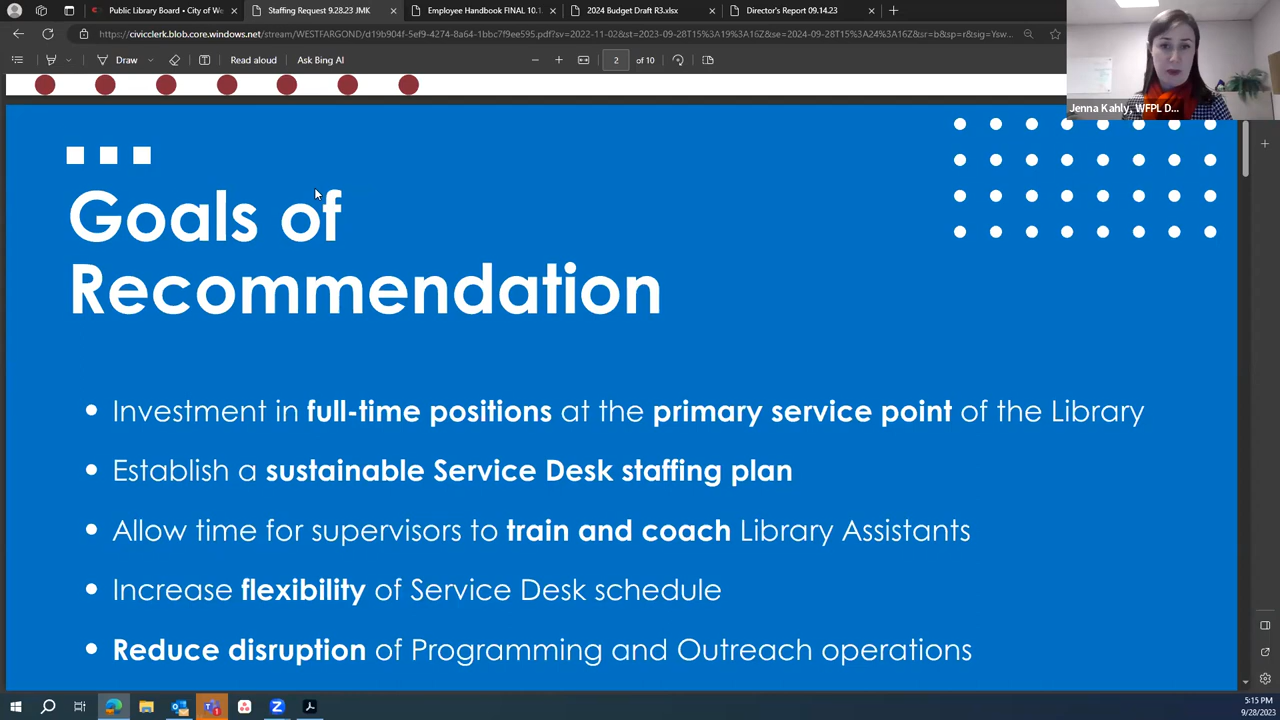 Public Library Board • City of We
Staffing Request 9.28.23 JMK
Employee Handbook FINAL 10.1.
2024 Budget Draft R3.xlsx
Director's Report 09.14.23
https://civicclerk.blob.core.windows.net/stream/WESTFARGOND/d19b904f-5ef9-4274-8a64-1bbc7f9ee595.pdf?sv=2022-11-02&st=2023-09-28T15%3A19%3A16Z&se=2024-09-28T15%3A24%3A16Z&sr=b&sp=r&sig=Ysw...
Draw
Read aloud
Ask Bing AI
2 of 10
Jenna Kahly, WFPL D...
Goals of
Recommendation
• Investment in full-time positions at the primary service point of the Library
• Establish a sustainable Service Desk staffing plan
• Allow time for supervisors to train and coach Library Assistants
• Increase flexibility of Service Desk schedule
• Reduce disruption of Programming and Outreach operations
5:15 PM
9/28/2023